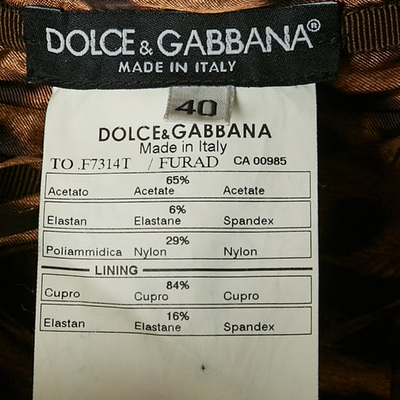 DOLCE & GABBANA®
MADE IN ITALY
40
DOLCE&GABBANA
Made in Italy
TO .F7314T / FURAD CA 00985
65%
Acetato Acetate Acetate
6%
Elastan Elastane Spandex
29%
Poliammidica Nylon Nylon
LINING
84%
Cupro Cupro Cupro
16%
Elastan Elastane Spandex